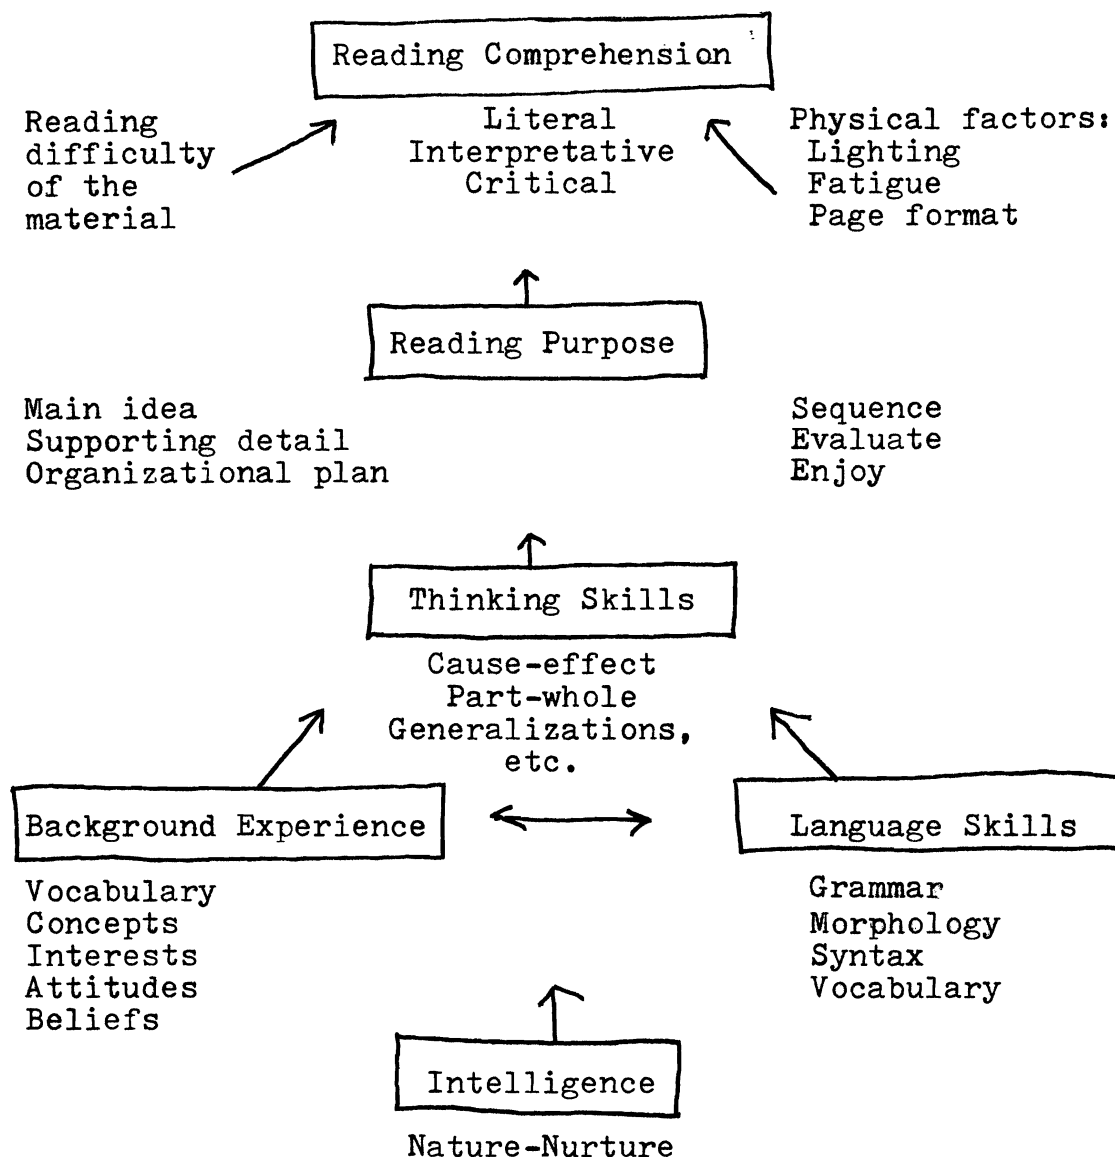 Reading Comprehension
Reading
difficulty
of the
material
Literal
Interpretative
Critical
Physical factors:
Lighting
Fatigue
Page format
Reading Purpose
Main idea
Supporting detail
Organizational plan
Sequence
Evaluate
Enjoy
Thinking Skills
Cause-effect
Part-whole
Generalizations,
etc.
Background Experience
Language Skills
Vocabulary
Concepts
Interests
Attitudes
Beliefs
Grammar
Morphology
Syntax
Vocabulary
Intelligence
Nature-Nurture